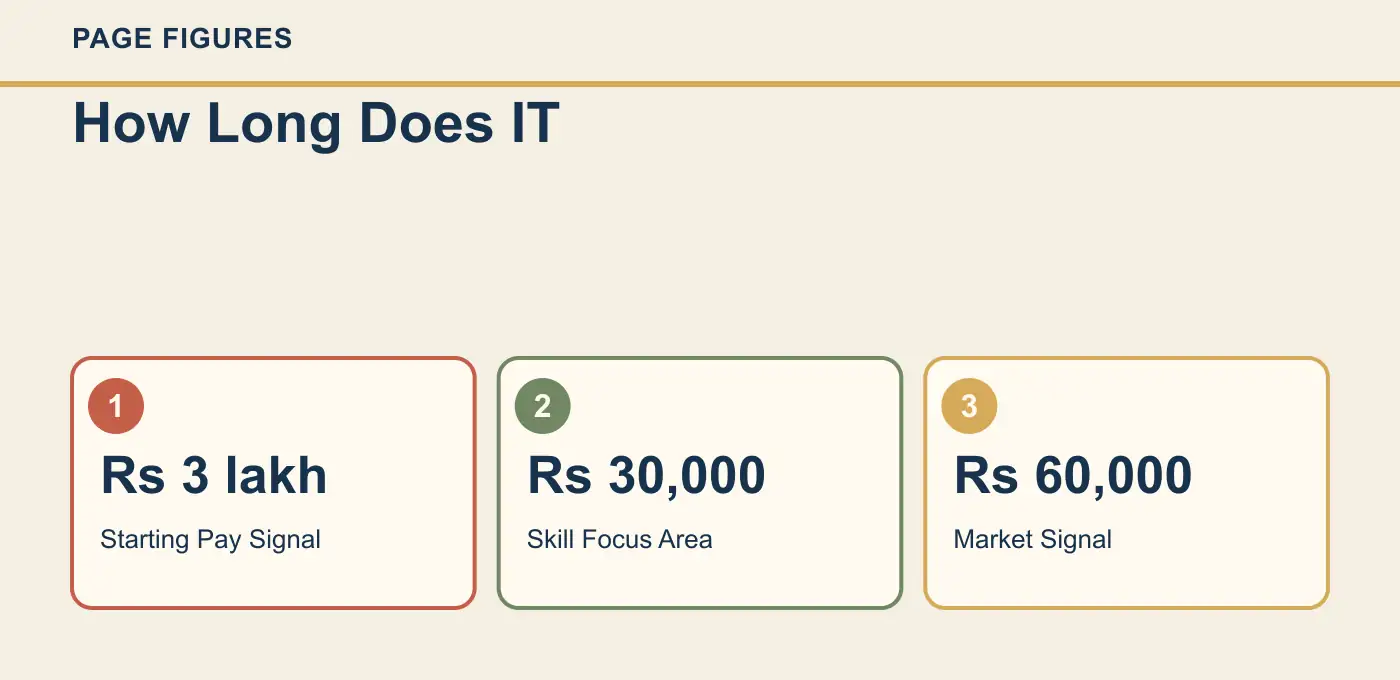 PAGE FIGURES
How Long Does IT
1
Rs 3 lakh
Starting Pay Signal
2
Rs 30,000
Skill Focus Area
3
Rs 60,000
Market Signal